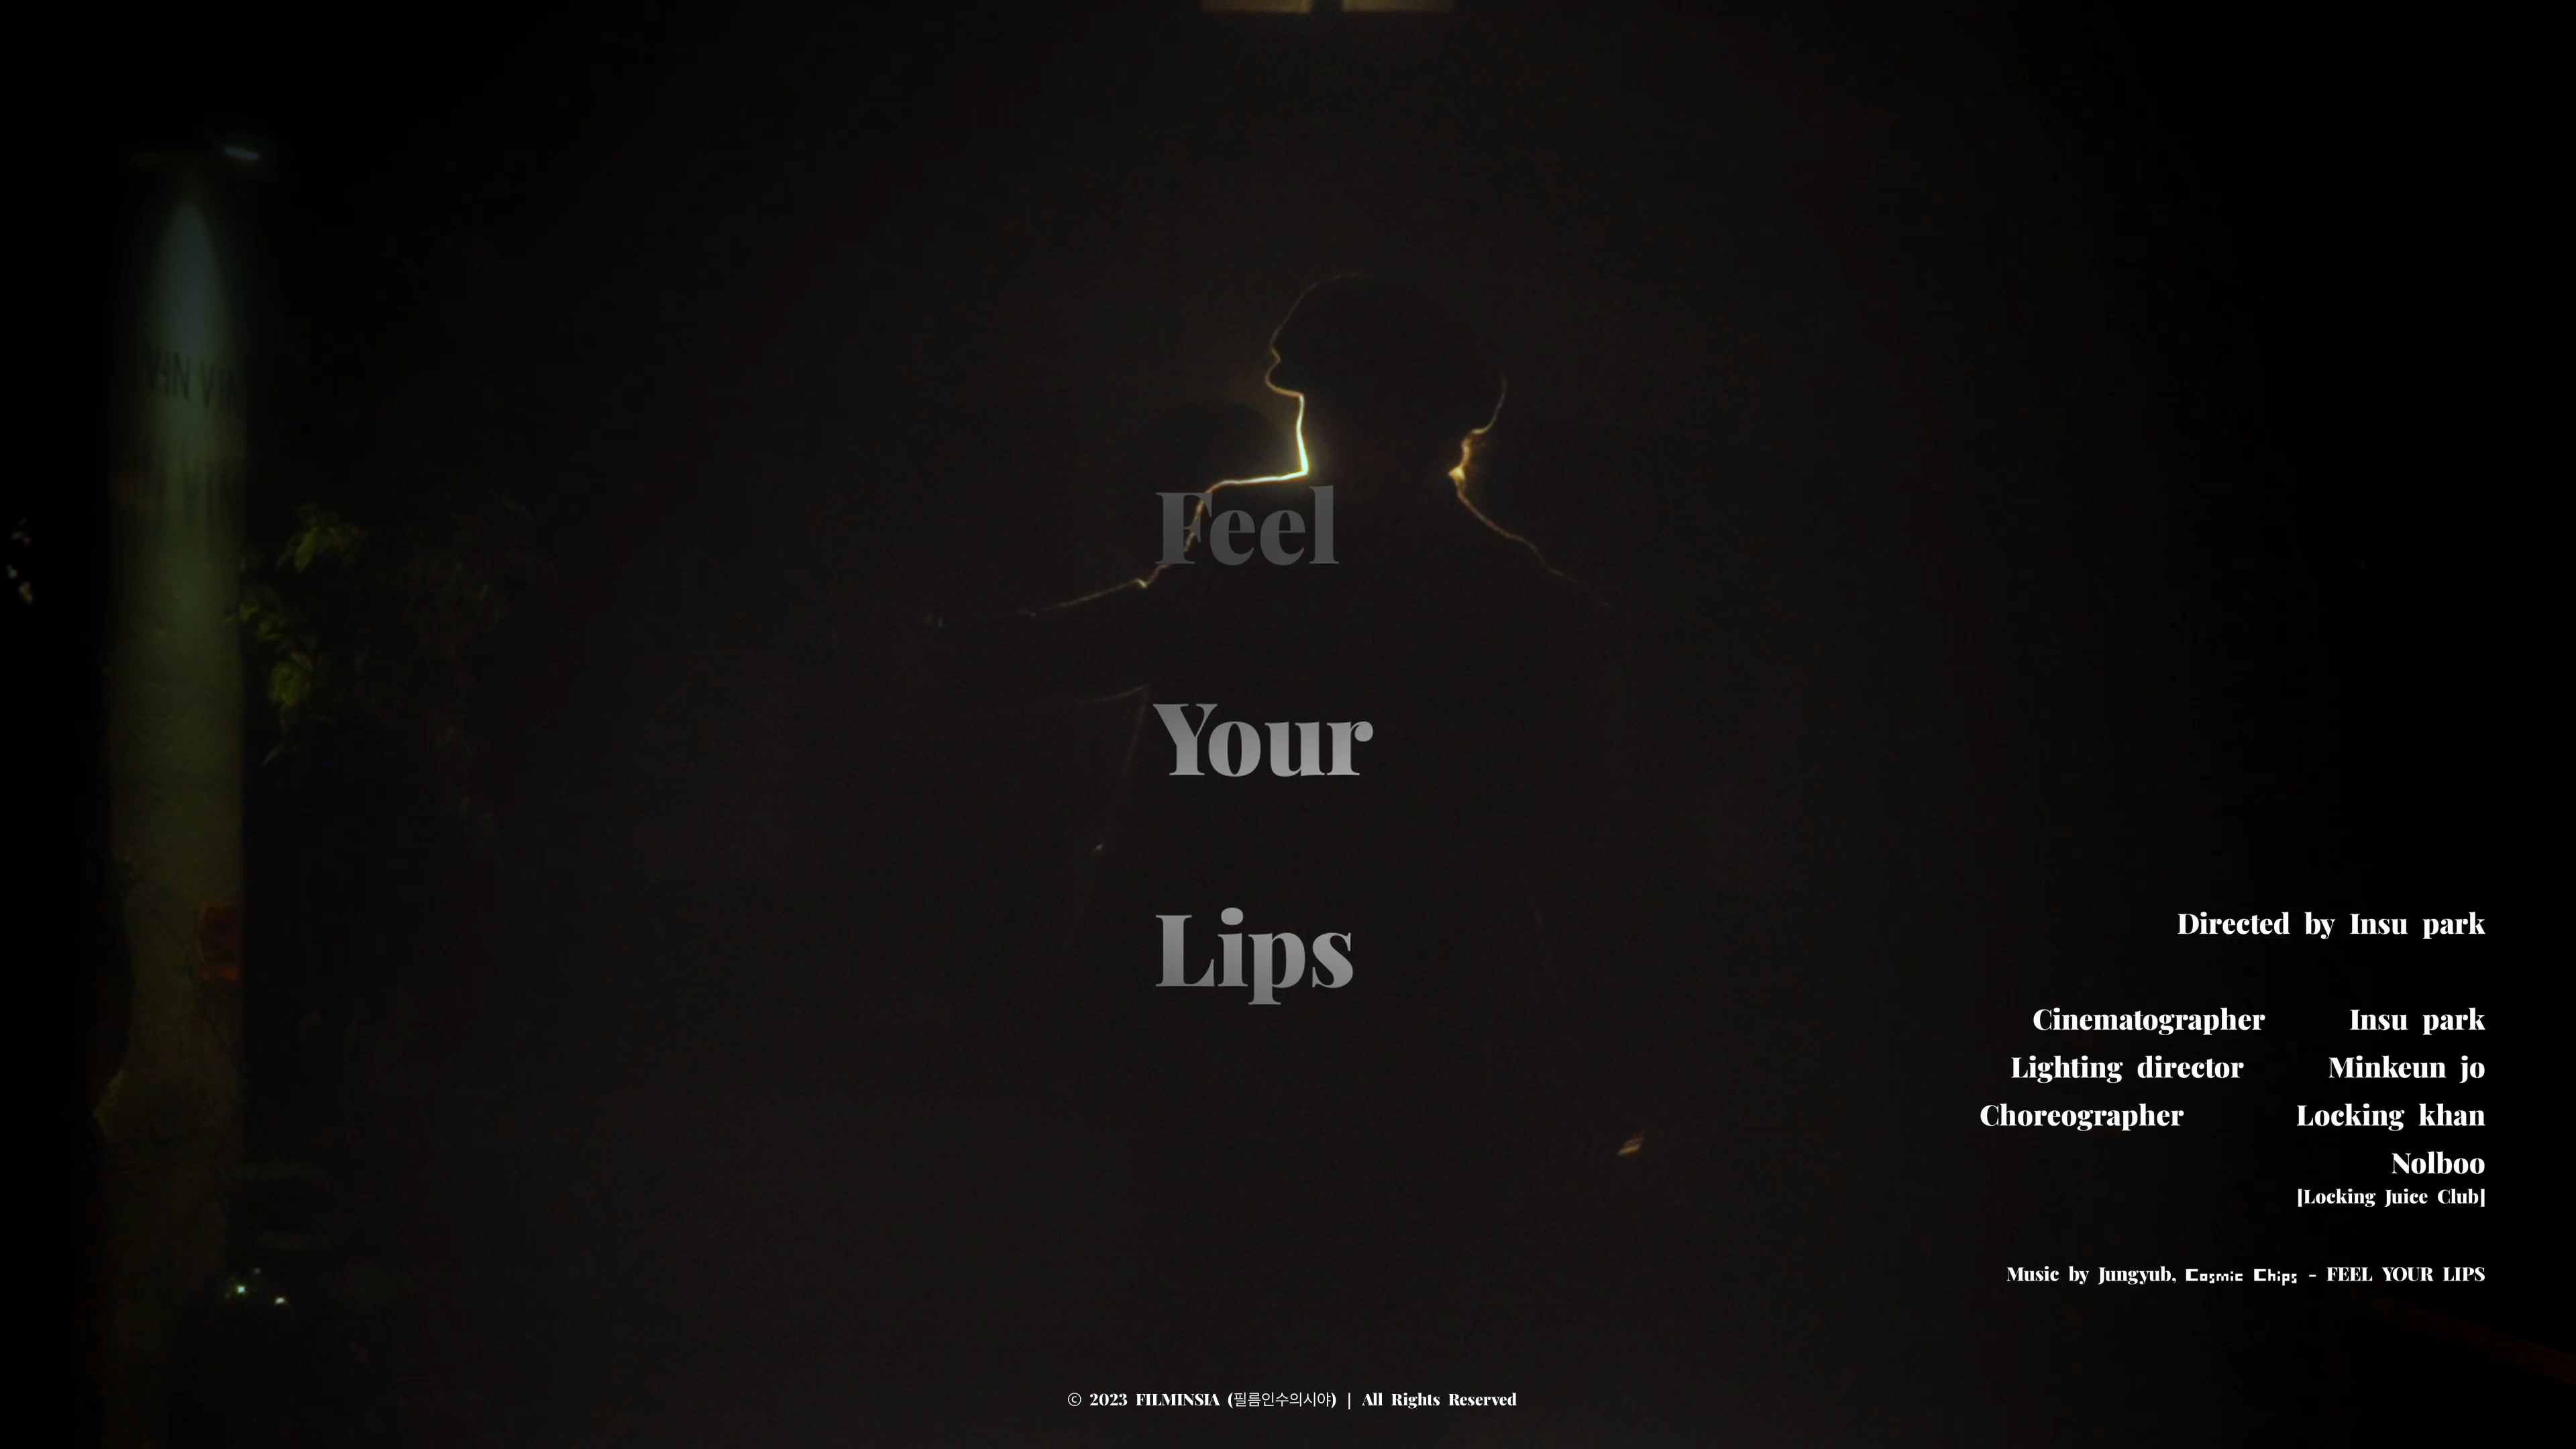 Feel
Your
Lips
Directed by Insu park
Cinematographer Insu park
Lighting director Minkeun jo
Choreographer Locking khan
Nolboo
[Locking Juice Club]
Music by Jungyub, Cosmic Chips - FEEL YOUR LIPS
© 2023 FILMINSIA (필름인수의시야) | All Rights Reserved